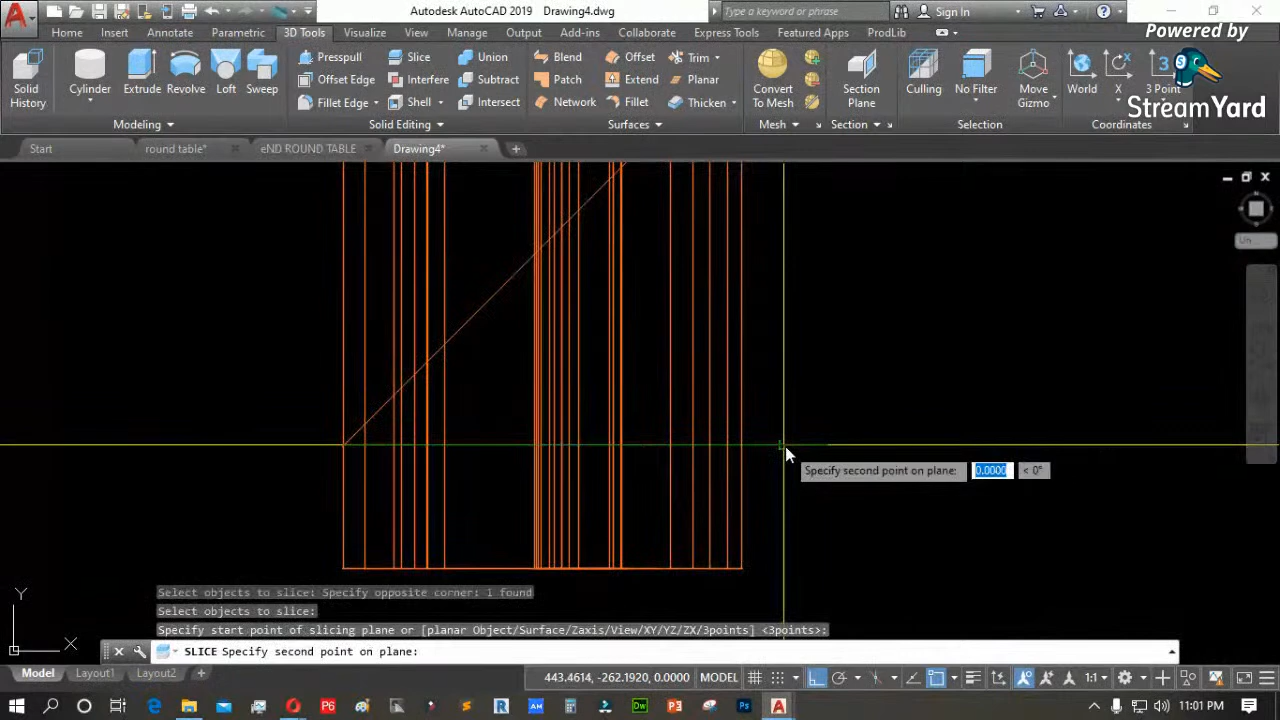 Autodesk AutoCAD 2019 Drawing4.dwg
Type a keyword or phrase
Sign In
Powered by
StreamYard
Home Insert Annotate Parametric 3D Tools Visualize View Manage Output Add-ins Collaborate Express Tools Featured Apps ProdLib
Solid History
Cylinder
Extrude
Revolve
Loft
Sweep
Presspull
Offset Edge
Fillet Edge
Slice
Interfere
Shell
Union
Subtract
Intersect
Blend
Patch
Network
Offset
Extend
Fillet
Trim
Planar
Thicken
Convert To Mesh
Section Plane
Culling
No Filter
Move Gizmo
World
X
3 Point
Modeling
Solid Editing
Surfaces
Mesh
Section
Selection
Coordinates
Start round table* eND ROUND TABLE Drawing4*
Un...
Specify second point on plane: 0.0000 < 0°
Y
X
Select objects to slice: Specify opposite corner: 1 found
Select objects to slice:
Specify start point of slicing plane or [planar Object/Surface/Zaxis/View/XY/YZ/ZX/3points] <3points>:
SLICE Specify second point on plane:
Model Layout1 Layout2
443.4614, -262.1920, 0.0000 MODEL
1:1
11:01 PM